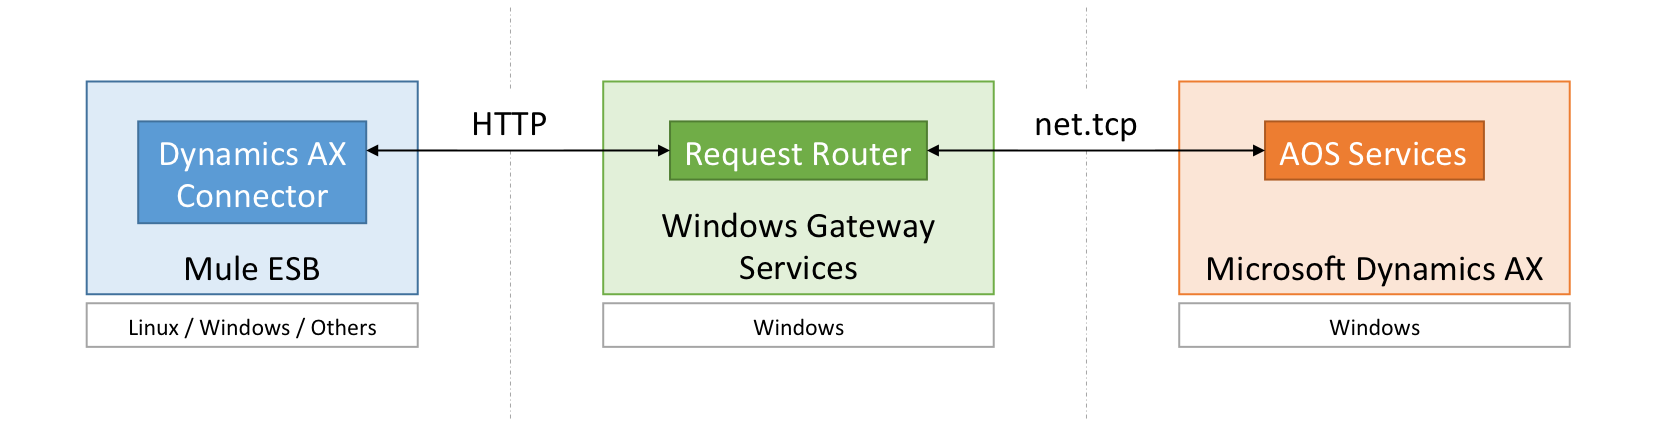 HTTP
net.tcp
Dynamics AX
Connector
Request Router
AOS Services
Mule ESB
Windows Gateway
Services
Microsoft Dynamics AX
Linux / Windows / Others
Windows
Windows